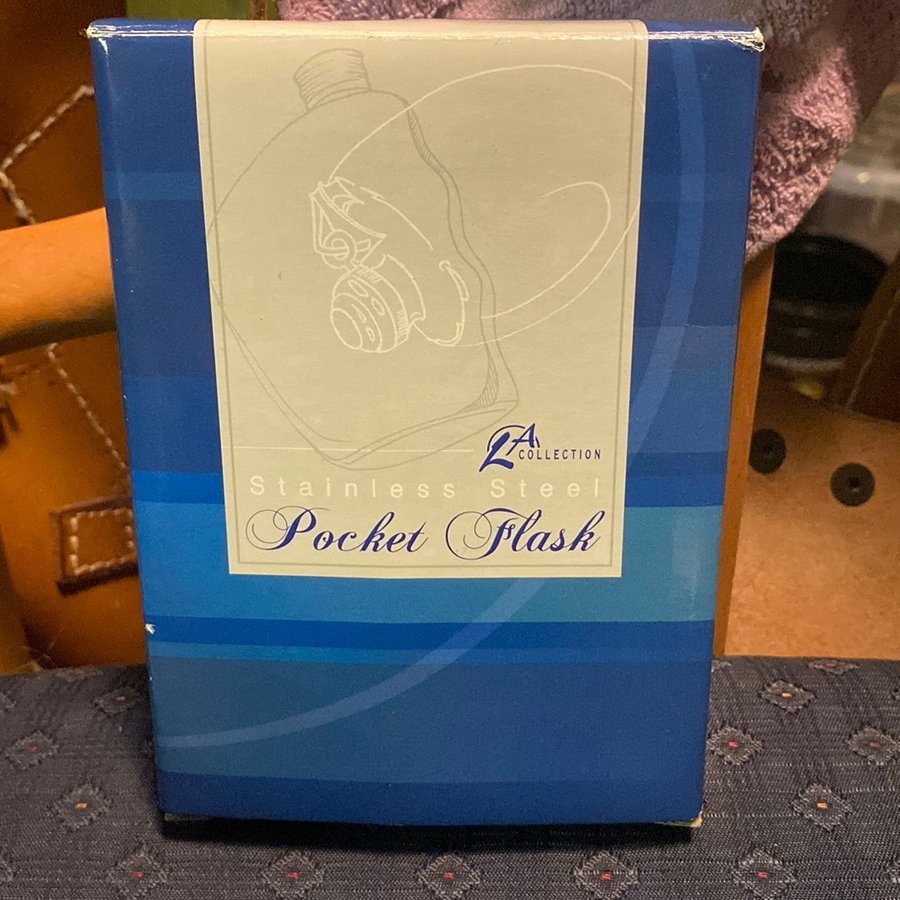 LA COLLECTION
Stainless Steel
Pocket Flask